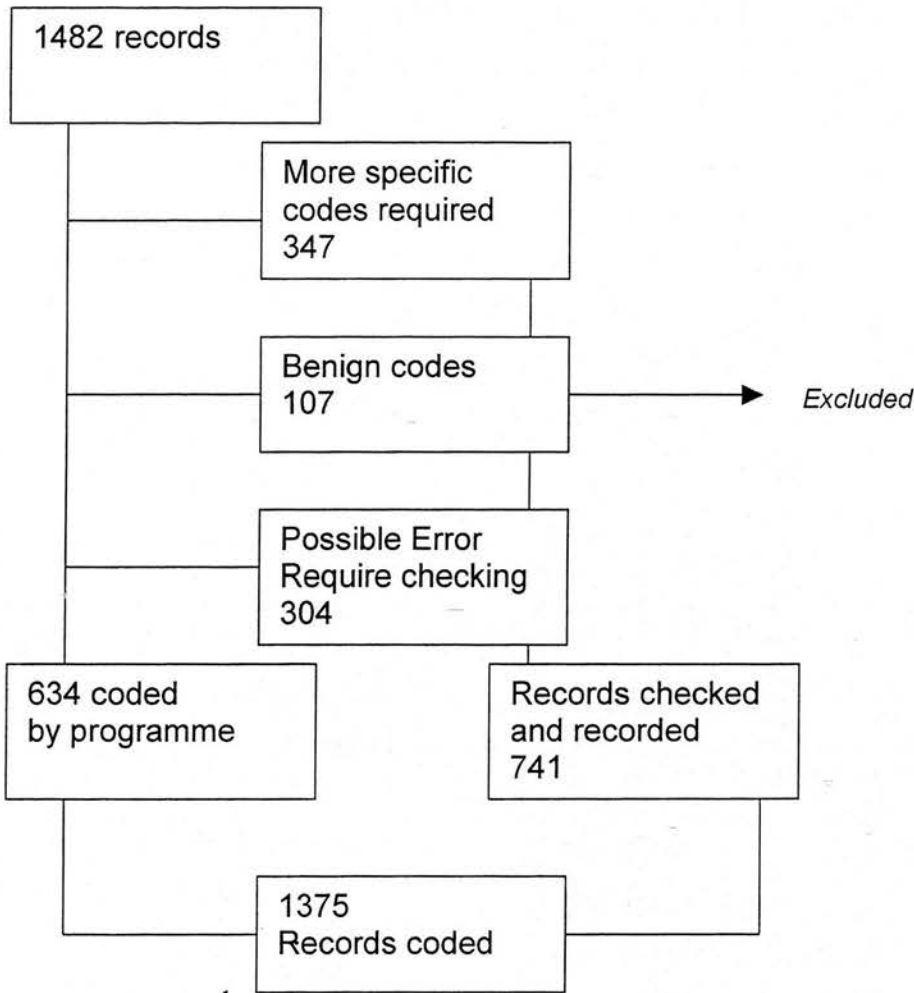 1482 records
More specific
codes required
347
Benign codes
107
Excluded
Possible Error
Require checking
304
634 coded
by programme
Records checked
and recorded
741
1375
Records coded